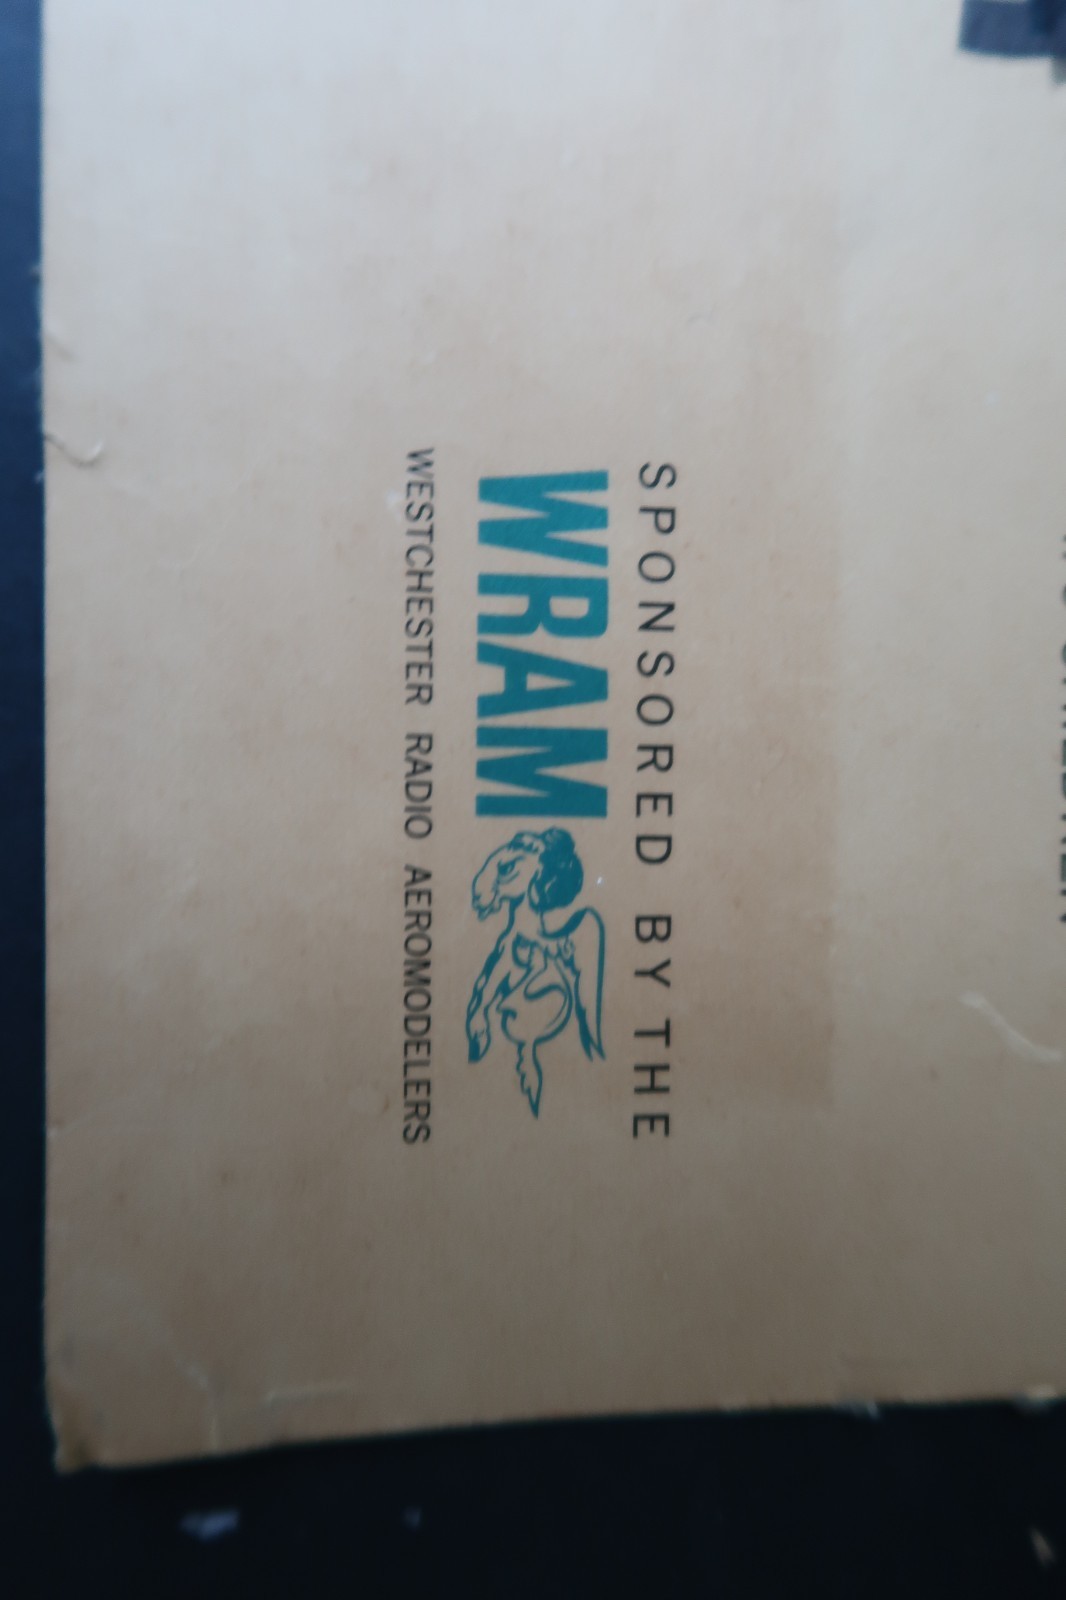 SPONSORED BY THE
WRAM
WESTCHESTER RADIO AEROMODELERS